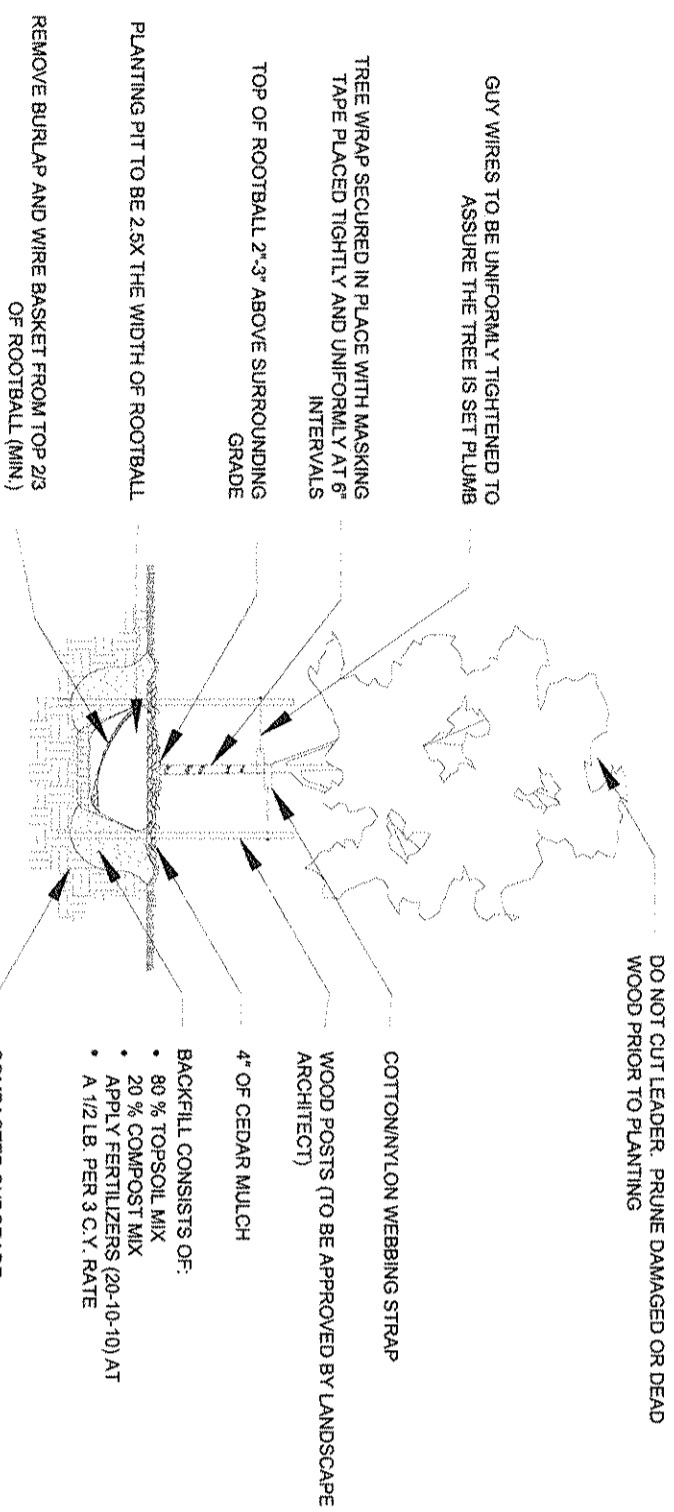 DO NOT CUT LEADER. PRUNE DAMAGED OR DEAD
WOOD PRIOR TO PLANTING
GUY WIRES TO BE UNIFORMLY TIGHTENED TO
ASSURE THE TREE IS SET PLUMB
TREE WRAP SECURED IN PLACE WITH MASKING
TAPE PLACED TIGHTLY AND UNIFORMLY AT 6"
INTERVALS
TOP OF ROOTBALL 2"-3" ABOVE SURROUNDING
GRADE
PLANTING PIT TO BE 2.5X THE WIDTH OF ROOTBALL
REMOVE BURLAP AND WIRE BASKET FROM TOP 2/3
OF ROOTBALL (MIN.)
COTTON/NYLON WEBBING STRAP
WOOD POSTS (TO BE APPROVED BY LANDSCAPE
ARCHITECT)
4" OF CEDAR MULCH
BACKFILL CONSISTS OF:
• 80 % TOPSOIL MIX
• 20 % COMPOST MIX
• APPLY FERTILIZERS (20-10-10) AT
• A 1/2 LB. PER 3 C.Y. RATE